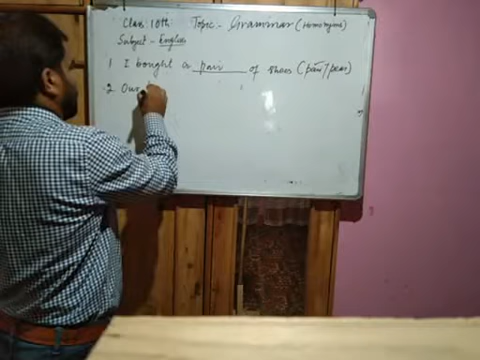 Class: 10th Topic - Grammar (Homonyms)
Subject - English
1 I bought a pair of shoes (pair/pear)
2 Our